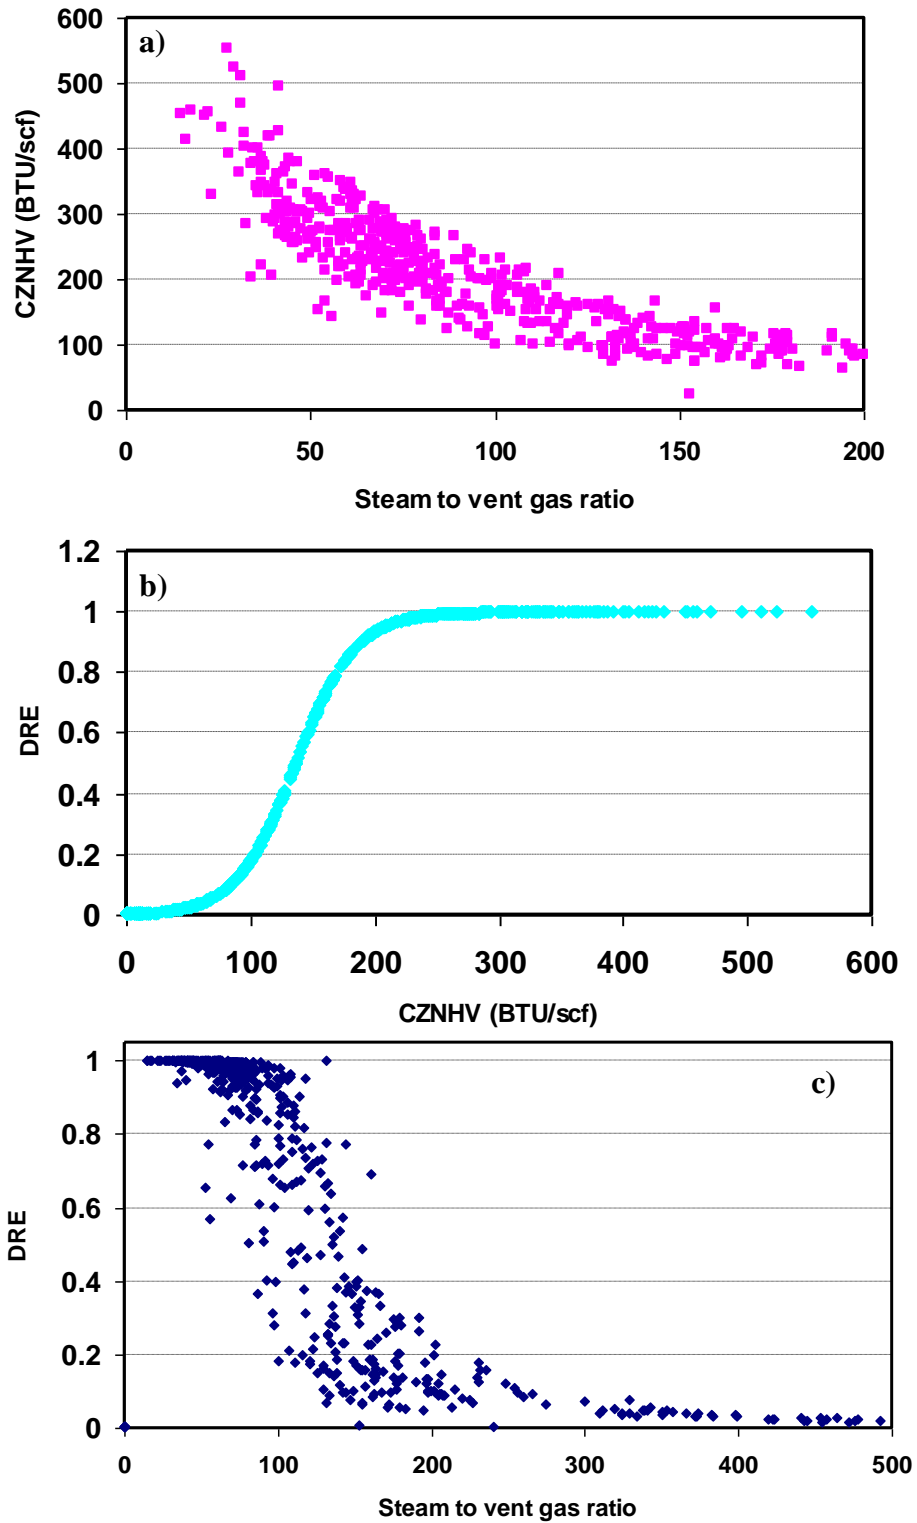 600
a)
500
400
300
200
100
0
CZNHV (BTU/scf)
0 50 100 150 200
Steam to vent gas ratio
1.2
b)
1
0.8
0.6
0.4
0.2
0
DRE
0 100 200 300 400 500 600
CZNHV (BTU/scf)
1
c)
0.8
0.6
0.4
0.2
0
DRE
0 100 200 300 400 500
Steam to vent gas ratio